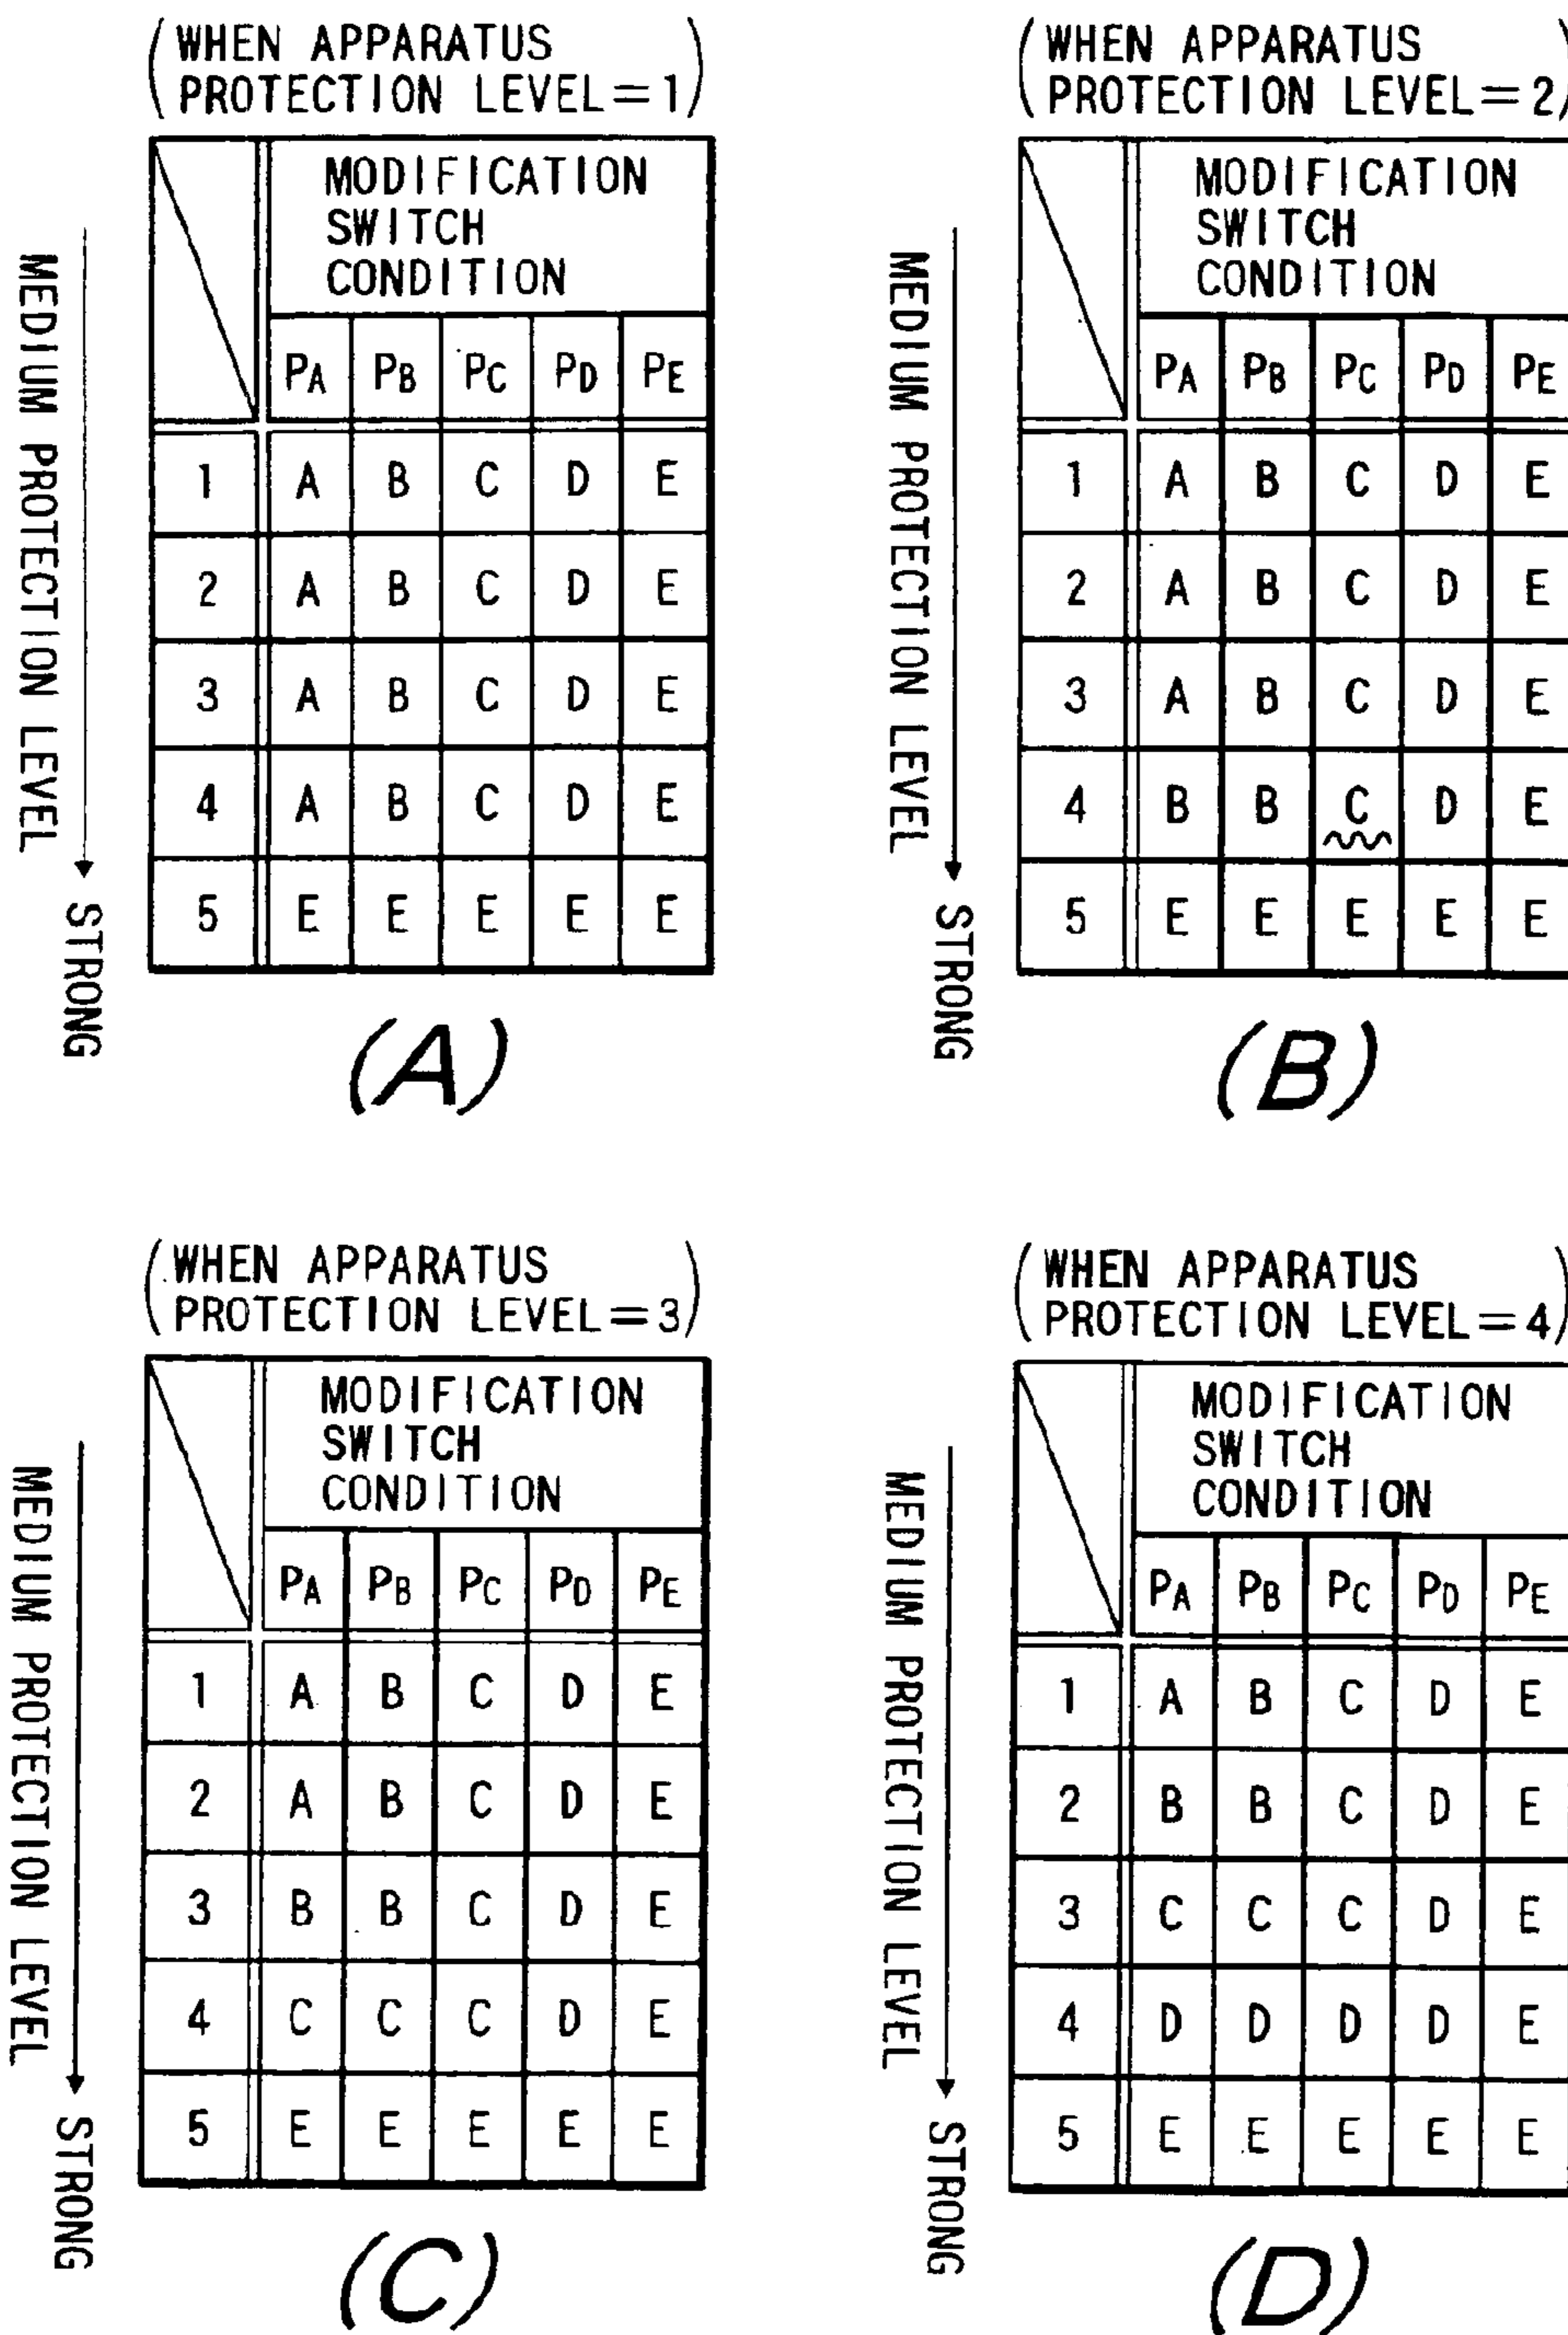 (WHEN APPARATUS
PROTECTION LEVEL=1)
MODIFICATION
SWITCH
CONDITION
PA PB PC PD PE
1 A B C D E
2 A B C D E
3 A B C D E
4 A B C D E
5 E E E E E
MEDIUM PROTECTION LEVEL
STRONG
(A)
(WHEN APPARATUS
PROTECTION LEVEL=2)
MODIFICATION
SWITCH
CONDITION
PA PB PC PD PE
1 A B C D E
2 A B C D E
3 A B C D E
4 B B C D E
5 E E E E E
MEDIUM PROTECTION LEVEL
STRONG
(B)
(WHEN APPARATUS
PROTECTION LEVEL=3)
MODIFICATION
SWITCH
CONDITION
PA PB PC PD PE
1 A B C D E
2 A B C D E
3 B B C D E
4 C C C D E
5 E E E E E
MEDIUM PROTECTION LEVEL
STRONG
(C)
(WHEN APPARATUS
PROTECTION LEVEL=4)
MODIFICATION
SWITCH
CONDITION
PA PB PC PD PE
1 A B C D E
2 B B C D E
3 C C C D E
4 D D D D E
5 E E E E E
MEDIUM PROTECTION LEVEL
STRONG
(D)